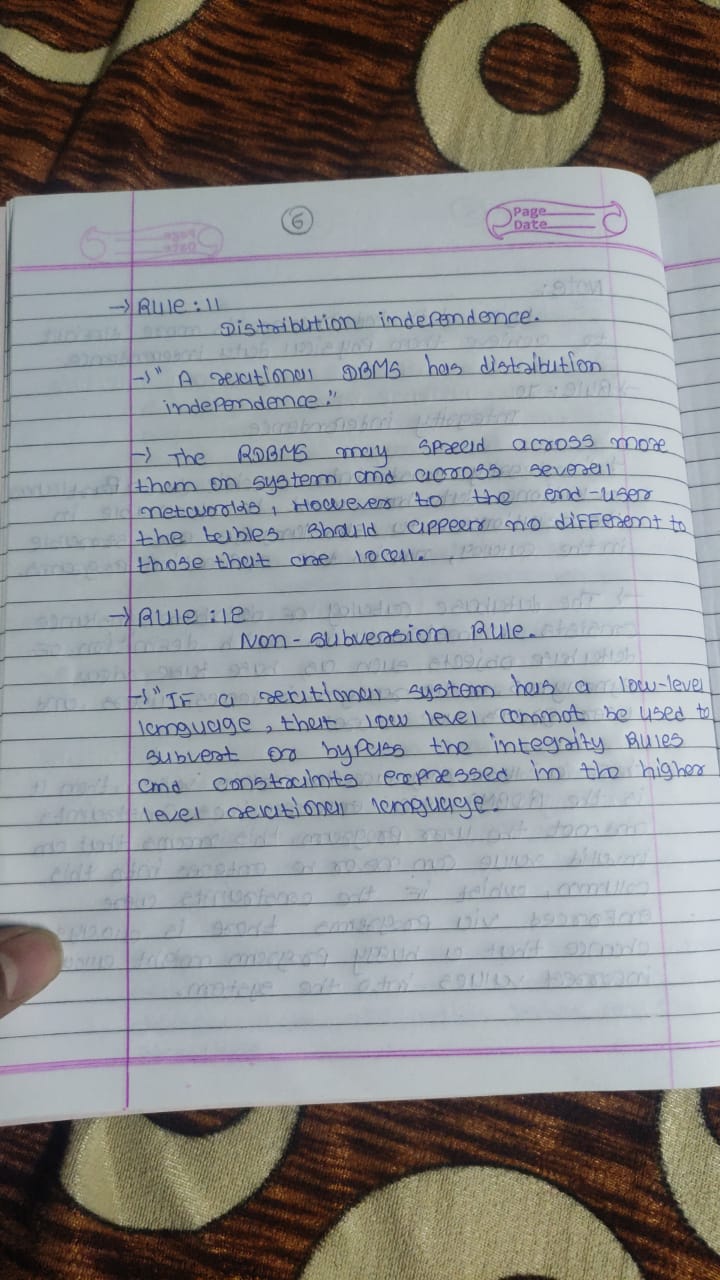 6
Page
Date
→ Rule : 11
Distribution independence.
→ " A relational DBMS has distribution
independence."
→ The RDBMS may spread across more
than on system and across several
networks, However to the end-user
the tables should appear no different to
those that are local.
→ Rule : 12
Non-subversion Rule.
→ "IF a relational system has a low-level
language, that low level cannot be used to
subvert or bypass the integrity Rules
and constraints expressed in the higher
level relational language.